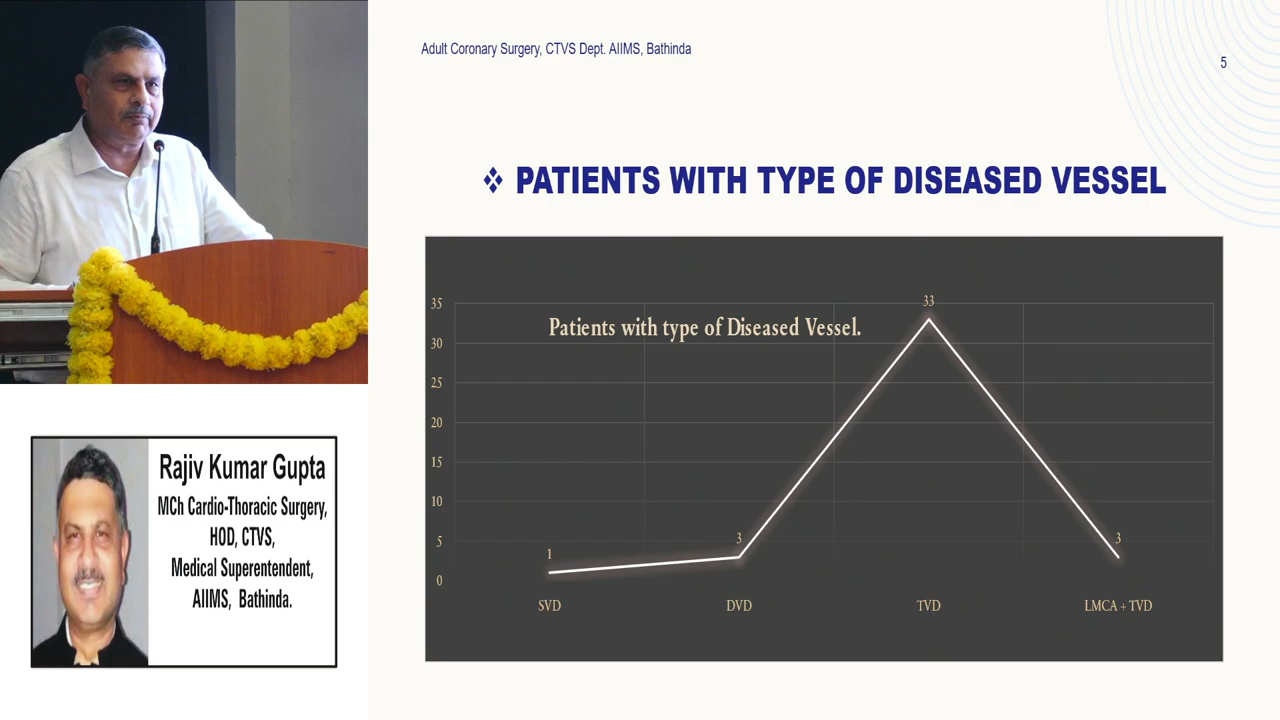 Adult Coronary Surgery, CTVS Dept. AIIMS, Bathinda
5
❖ PATIENTS WITH TYPE OF DISEASED VESSEL
Patients with type of Diseased Vessel.
35
30
25
20
15
10
5
0
1
3
33
3
SVD
DVD
TVD
LMCA + TVD
Rajiv Kumar Gupta
MCh Cardio-Thoracic Surgery,
HOD, CTVS,
Medical Superentendent,
AIIMS, Bathinda.